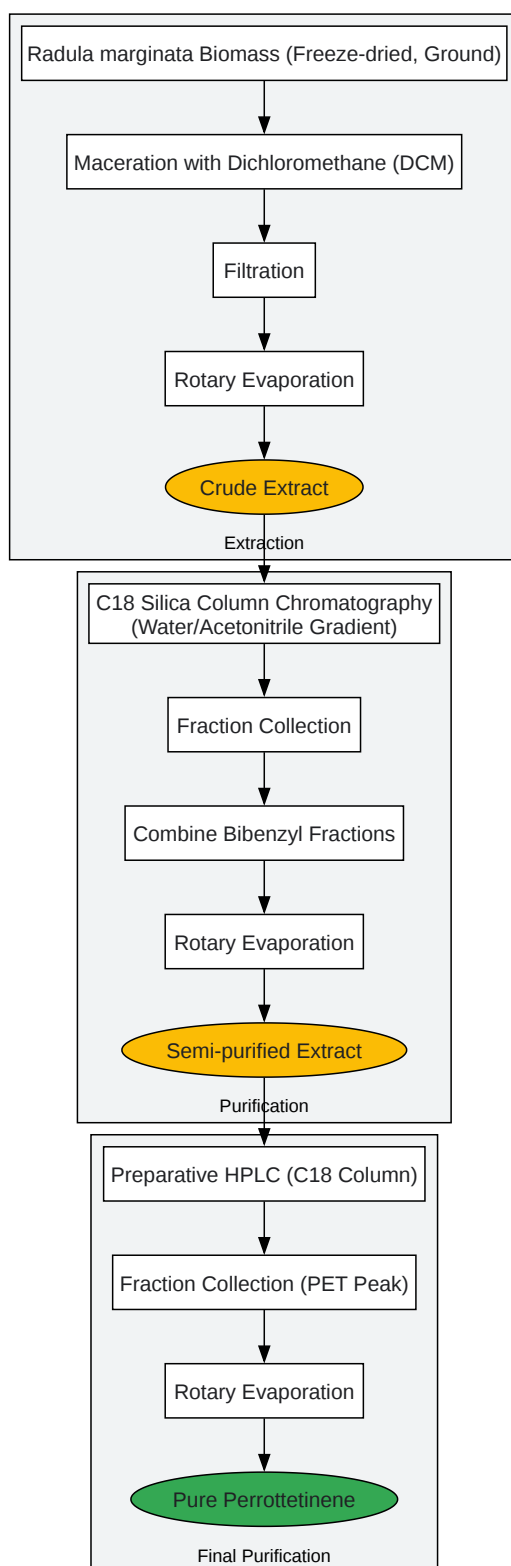 Radula marginata Biomass (Freeze-dried, Ground)
Maceration with Dichloromethane (DCM)
Filtration
Rotary Evaporation
Crude Extract
Extraction
C18 Silica Column Chromatography
(Water/Acetonitrile Gradient)
Fraction Collection
Combine Bibenzyl Fractions
Rotary Evaporation
Semi-purified Extract
Purification
Preparative HPLC (C18 Column)
Fraction Collection (PET Peak)
Rotary Evaporation
Pure Perrottetinene
Final Purification